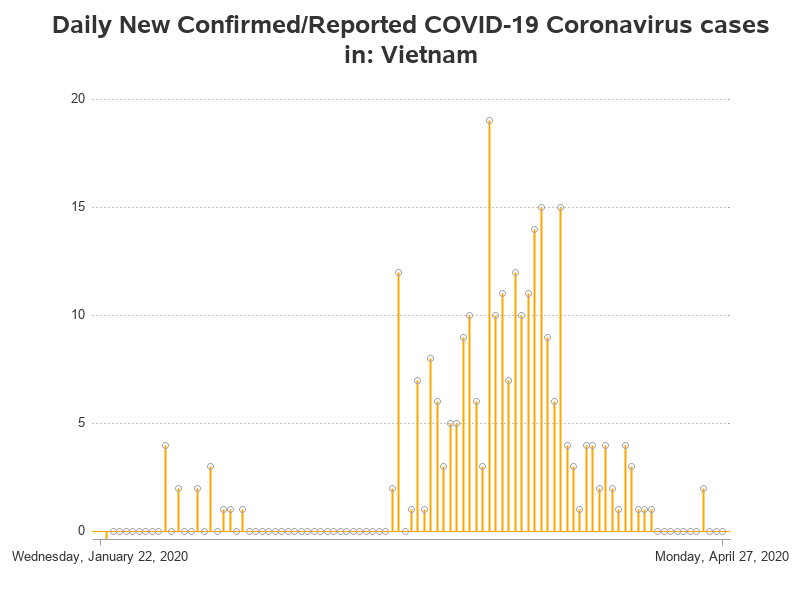 Daily New Confirmed/Reported COVID-19 Coronavirus cases
in: Vietnam
20
15
10
5
0
Wednesday, January 22, 2020
Monday, April 27, 2020